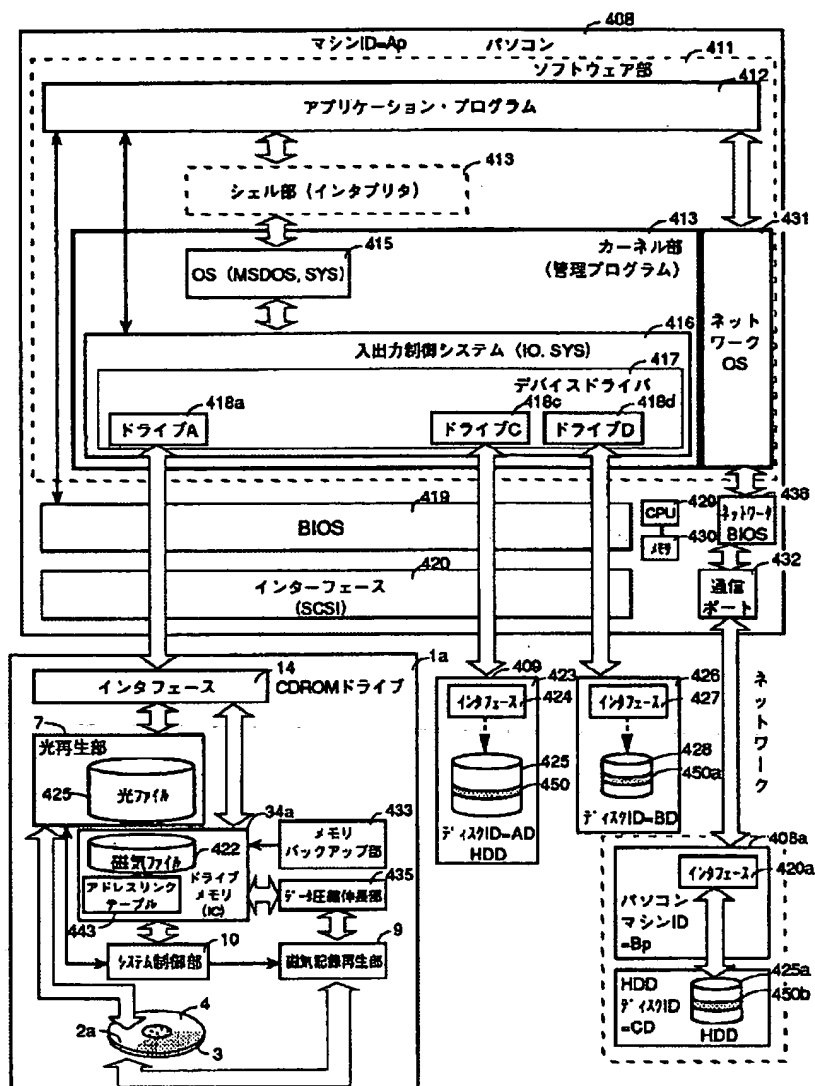 408
マシンID=Ap パソコン
411
ソフトウェア部
412
アプリケーション・プログラム
413
シェル部(インタプリタ)
413
431
415
カーネル部
(管理プログラム)
OS (MSDOS, SYS)
416
入出力制御システム (IO. SYS)
ネット
ワーク
OS
417
デバイスドライバ
418a
418c
418d
ドライブA
ドライブC
ドライブD
419
BIOS
429
CPU
430
メモリ
436
ネットワータ
BIOS
420
インターフェース
(SCSI)
432
通信
ポート
1a
14
インタフェース
CDROMドライブ
7
光再生部
425
光ファイル
34a
磁気ファイル
422
アドレスリンク
テーブル
443
ドライブ
メモリ
(IC)
433
メモリ
バックアップ部
435
データ圧縮伸長部
10
システム制御部
9
磁気記録再生部
4
2a
3
409
423
インタフェース
424
425
450
ディスクID=AD
HDD
426
インタフェース
427
428
450a
ディスクID=BD
ネットワーク
408a
インタフェース
420a
パソコン
マシンID
=Bp
425a
450b
HDD
ディスクID
=CD
HDD